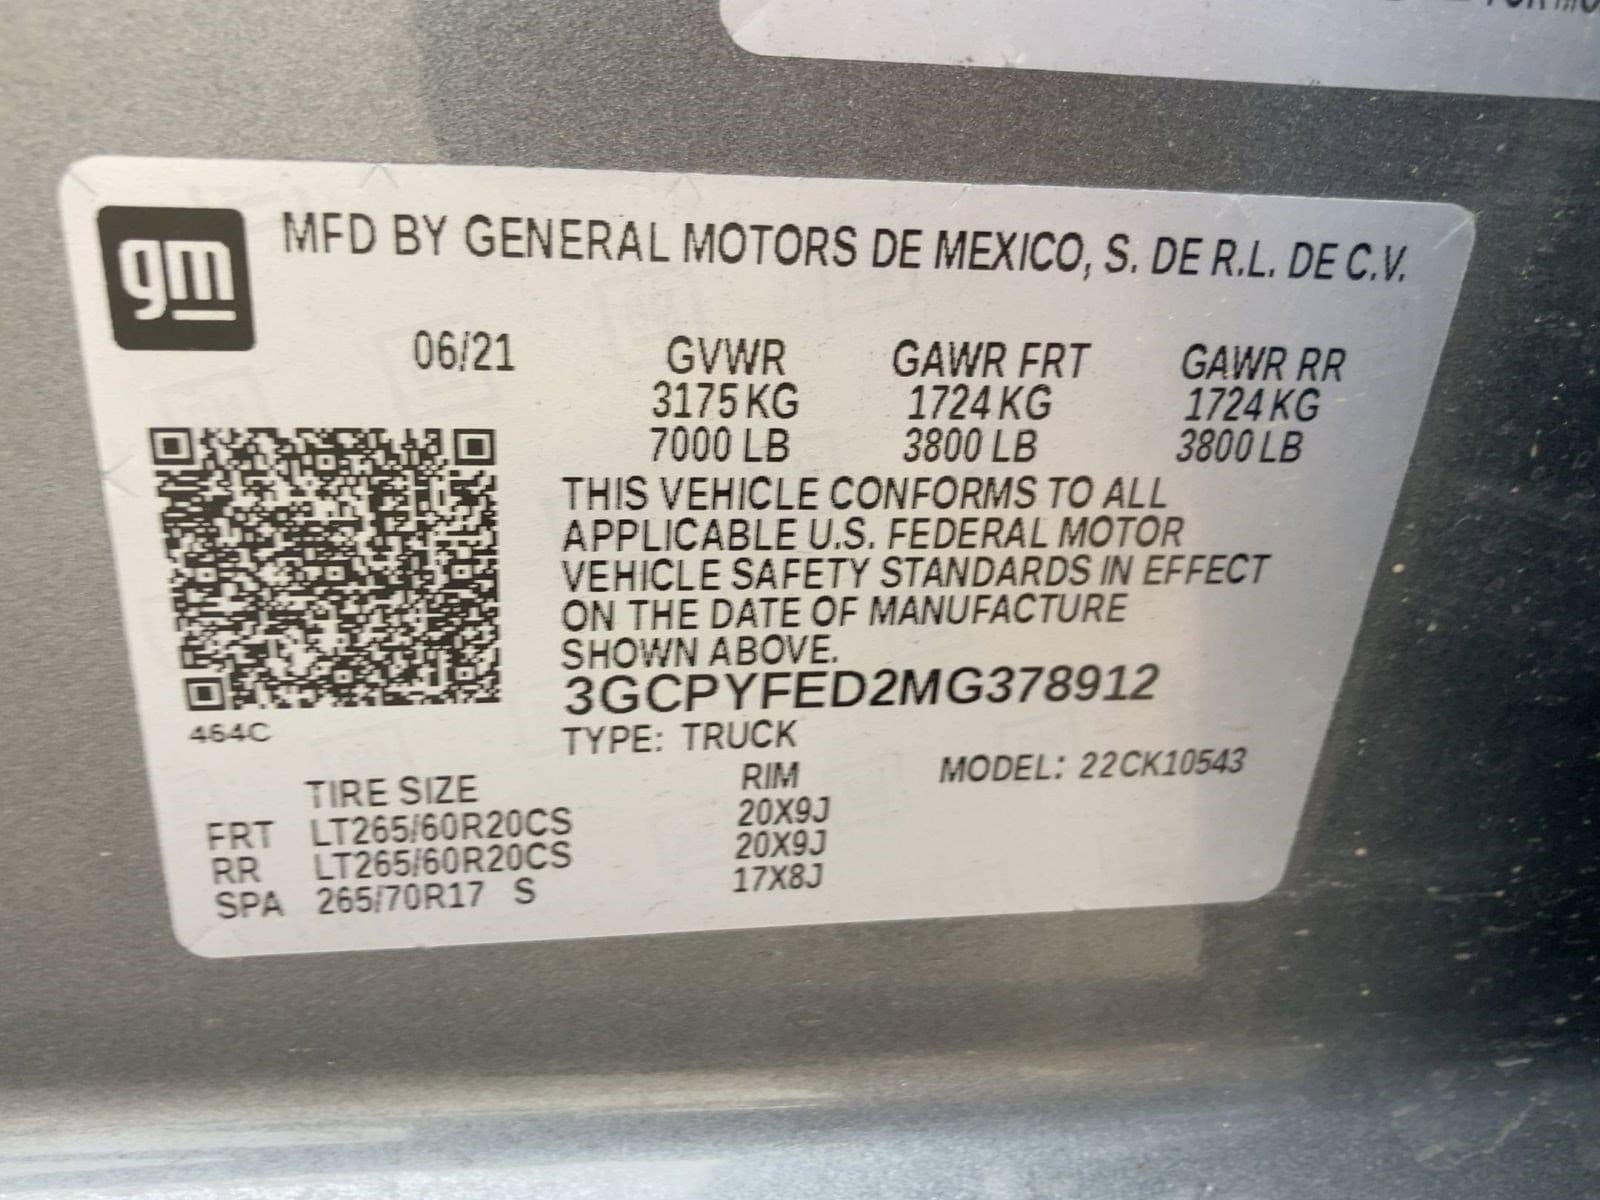 gm
MFD BY GENERAL MOTORS DE MEXICO, S. DE R.L. DE C.V.
06/21 GVWR GAWR FRT GAWR RR
3175 KG 1724 KG 1724 KG
7000 LB 3800 LB 3800 LB
THIS VEHICLE CONFORMS TO ALL
APPLICABLE U.S. FEDERAL MOTOR
VEHICLE SAFETY STANDARDS IN EFFECT
ON THE DATE OF MANUFACTURE
SHOWN ABOVE.
3GCPYFED2MG378912
464C
TYPE: TRUCK
MODEL: 22CK10543
TIRE SIZE RIM
FRT LT265/60R20CS 20X9J
RR LT265/60R20CS 20X9J
SPA 265/70R17 S 17X8J